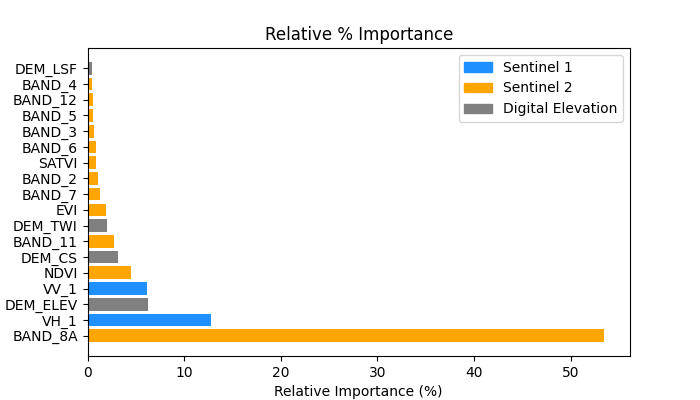 Relative % Importance
DEM_LSF
BAND_4
BAND_12
BAND_5
BAND_3
BAND_6
SATVI
BAND_2
BAND_7
EVI
DEM_TWI
BAND_11
DEM_CS
NDVI
VV_1
DEM_ELEV
VH_1
BAND_8A
Sentinel 1
Sentinel 2
Digital Elevation
0 10 20 30 40 50
Relative Importance (%)